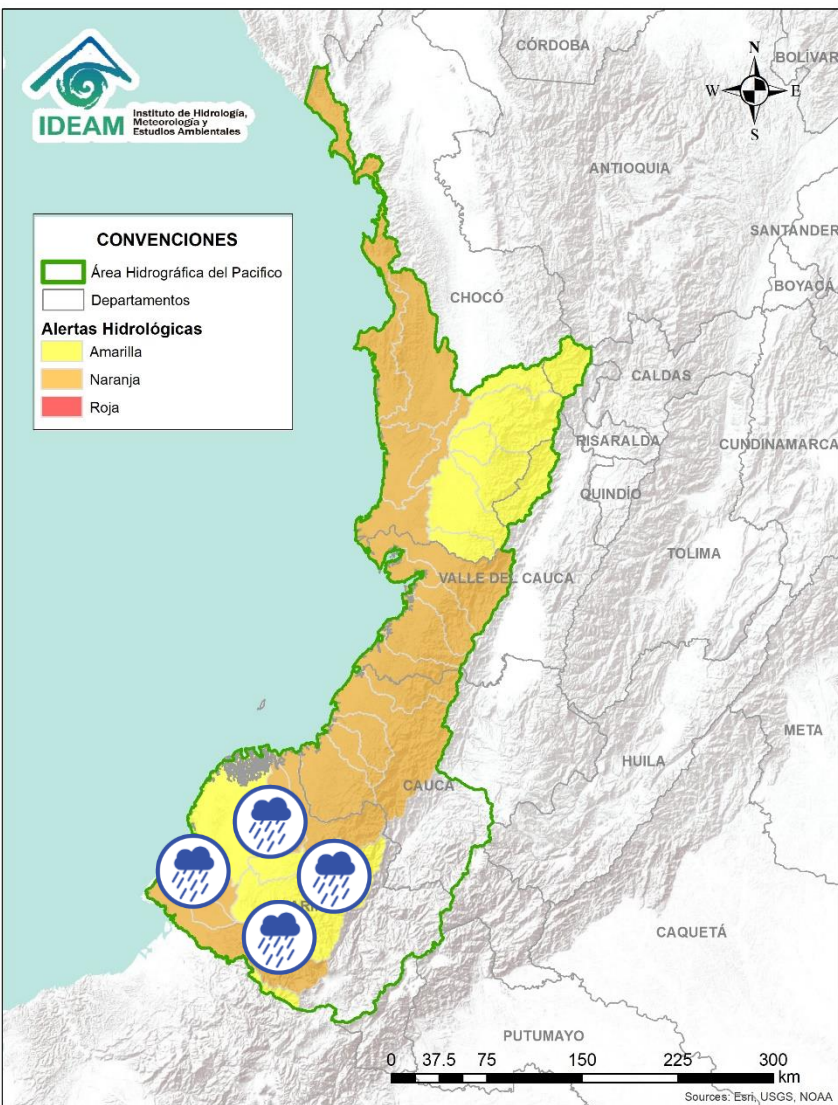 IDEAM
Instituto de Hidrología,
Meteorología y
Estudios Ambientales
N
W
E
S
CÓRDOBA
BOLÍVAR
ANTIOQUIA
SANTANDER
BOYACÁ
CHOCÓ
CONVENCIONES
Área Hidrográfica del Pacifico
Departamentos
Alertas Hidrológicas
Amarilla
Naranja
Roja
CALDAS
RISARALDA
CUNDINAMARCA
QUINDÍO
TOLIMA
VALLE DEL CAUCA
META
HUILA
CAUCA
CAQUETÁ
PUTUMAYO
0 37.5 75 150 225 300
km
Sources: Esri, USGS, NOAA